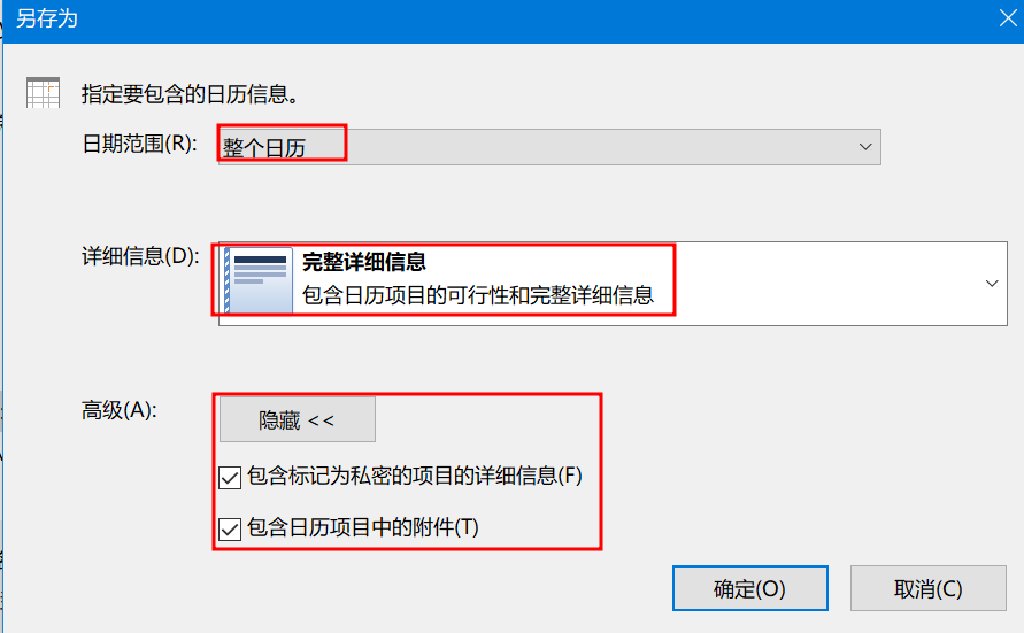 另存为
指定要包含的日历信息。
日期范围(R): 整个日历
详细信息(D): 完整详细信息
包含日历项目的可行性和完整详细信息
高级(A): 隐藏 <<
包含标记为私密的项目的详细信息(F)
包含日历项目中的附件(T)
确定(O) 取消(C)